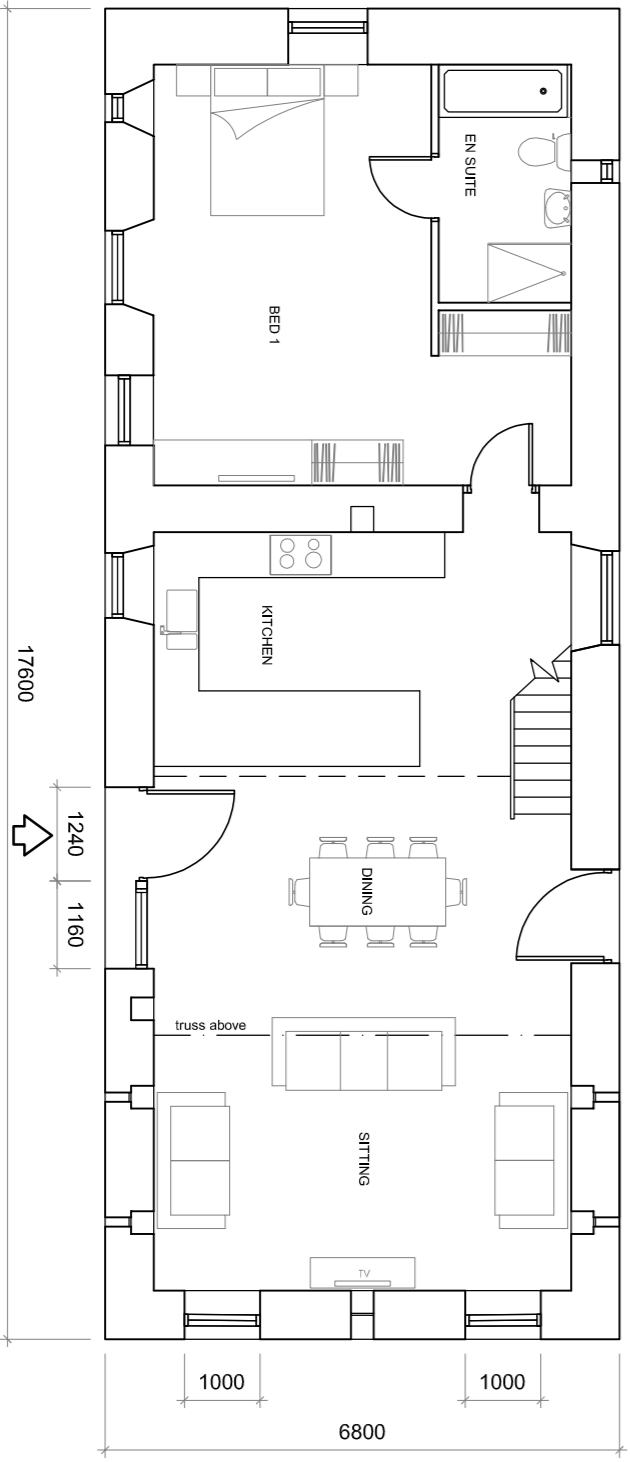 EN SUITE
BED 1
KITCHEN
17600
1240
1160
DINING
truss above
SITTING
TV
1000
1000
6800